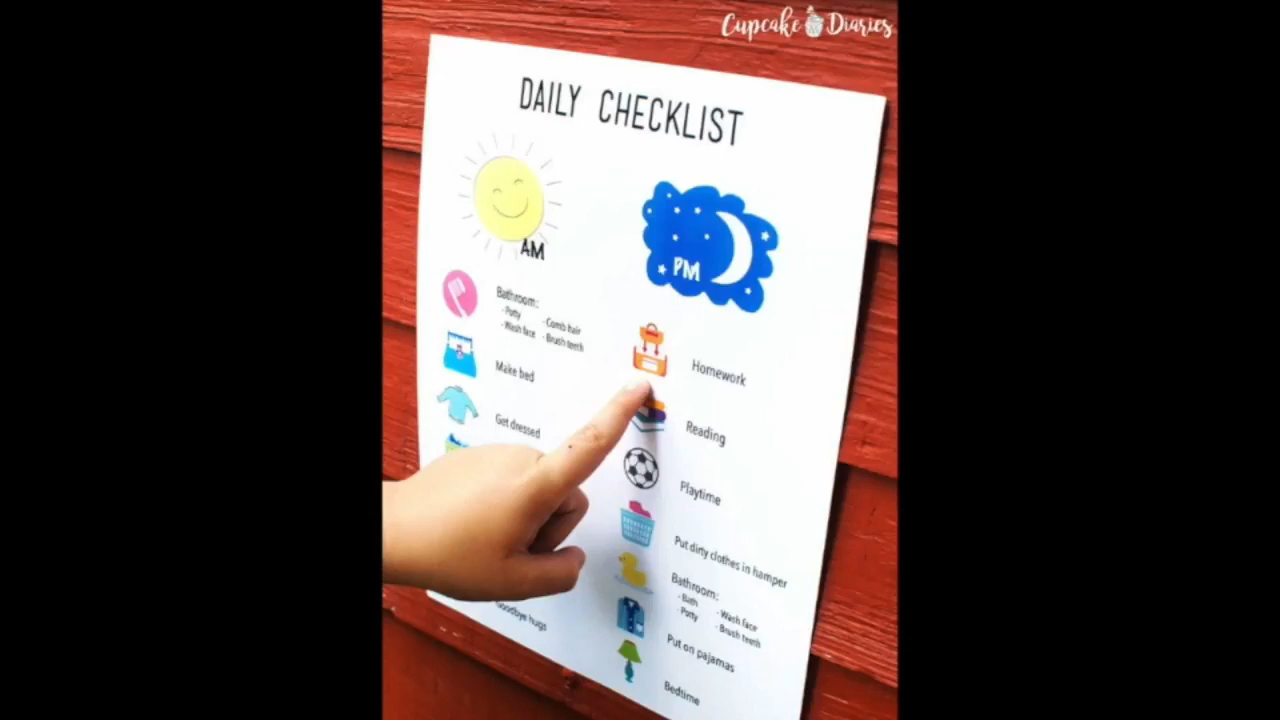 Cupcake Diaries
DAILY CHECKLIST
AM
Bathroom:
- Potty
- Wash face
- Comb hair
- Brush teeth
Make bed
Get dressed
Goodbye hugs
PM
Homework
Reading
Playtime
Put dirty clothes in hamper
Bathroom:
- Bath
- Potty
- Wash face
- Brush teeth
Put on pajamas
Bedtime